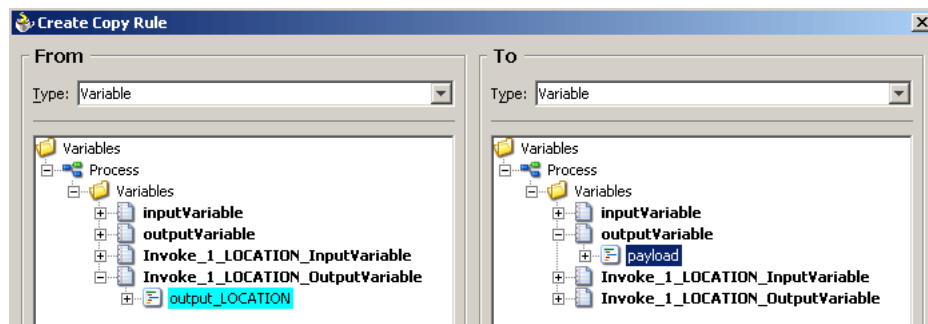 Create Copy Rule
From
Type: Variable
Variables
Process
Variables
inputVariable
outputVariable
Invoke_1_LOCATION_InputVariable
Invoke_1_LOCATION_OutputVariable
output_LOCATION
To
Type: Variable
Variables
Process
Variables
inputVariable
outputVariable
payload
Invoke_1_LOCATION_InputVariable
Invoke_1_LOCATION_OutputVariable